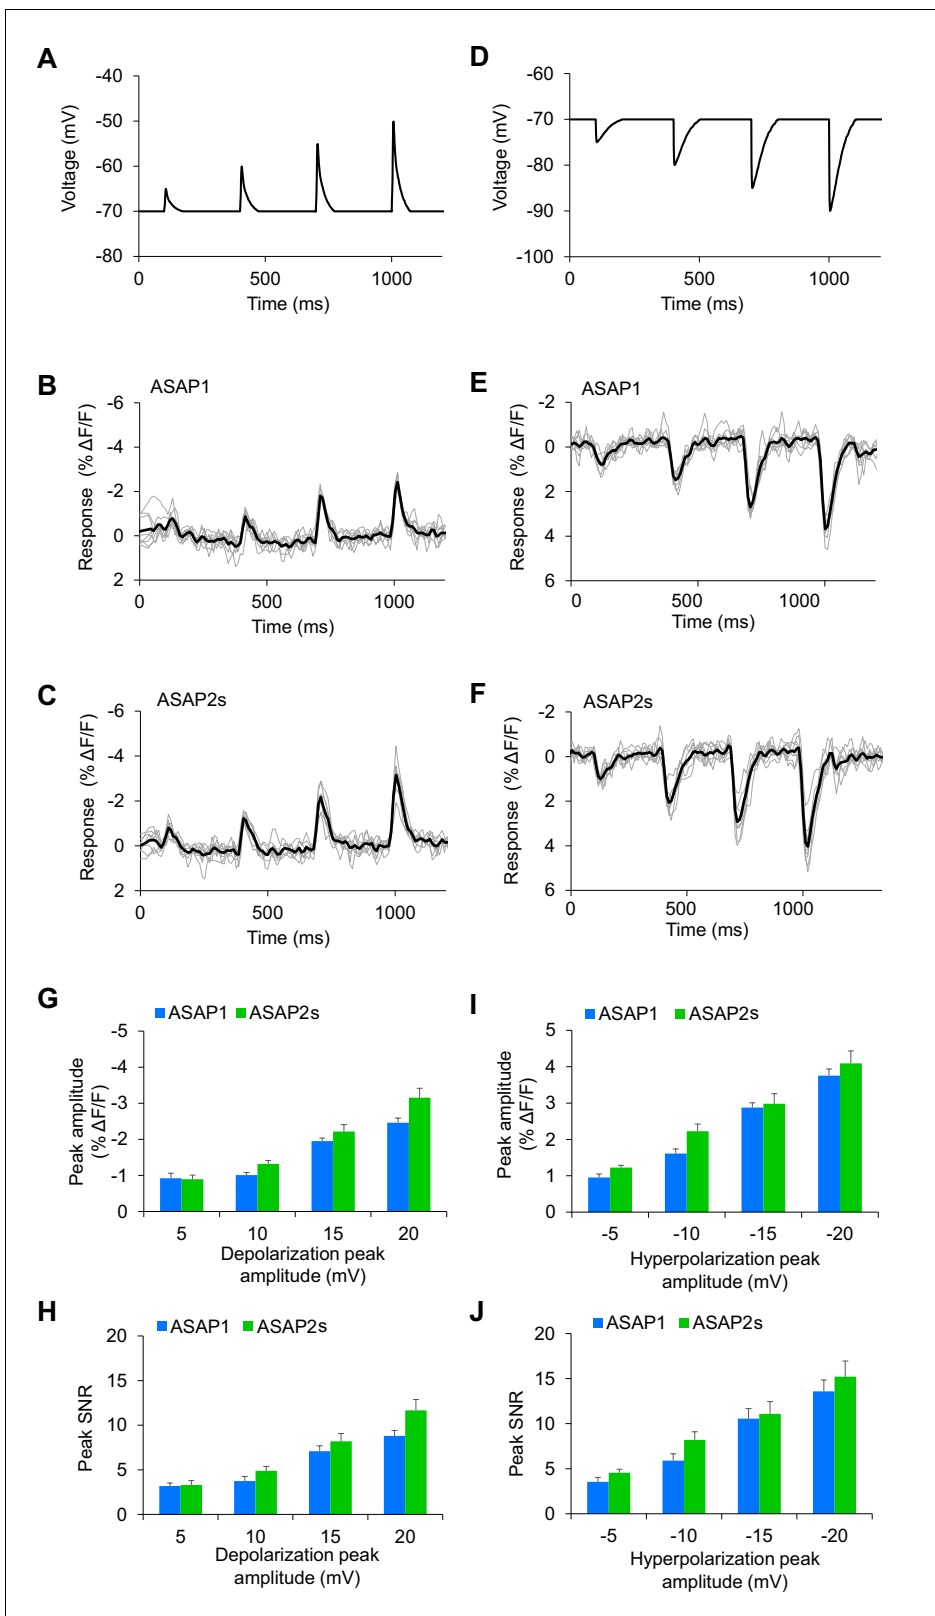 A
-40
-50
-60
-70
-80
Voltage (mV)
0
500
1000
Time (ms)
D
-60
-70
-80
-90
-100
Voltage (mV)
0
500
1000
Time (ms)
B
ASAP1
-6
-4
-2
0
2
Response (% ΔF/F)
0
500
1000
Time (ms)
E
ASAP1
-2
0
2
4
6
Response (% ΔF/F)
0
500
1000
Time (ms)
C
ASAP2s
-6
-4
-2
0
2
Response (% ΔF/F)
0
500
1000
Time (ms)
F
ASAP2s
-2
0
2
4
6
Response (% ΔF/F)
0
500
1000
Time (ms)
G
ASAP1 ASAP2s
-5
-4
-3
-2
-1
0
Peak amplitude
(% ΔF/F)
5 10 15 20
Depolarization peak
amplitude (mV)
I
ASAP1 ASAP2s
5
4
3
2
1
0
Peak amplitude
(% ΔF/F)
-5 -10 -15 -20
Hyperpolarization peak
amplitude (mV)
H
ASAP1 ASAP2s
20
15
10
5
0
Peak SNR
5 10 15 20
Depolarization peak
amplitude (mV)
J
ASAP1 ASAP2s
20
15
10
5
0
Peak SNR
-5 -10 -15 -20
Hyperpolarization peak
amplitude (mV)